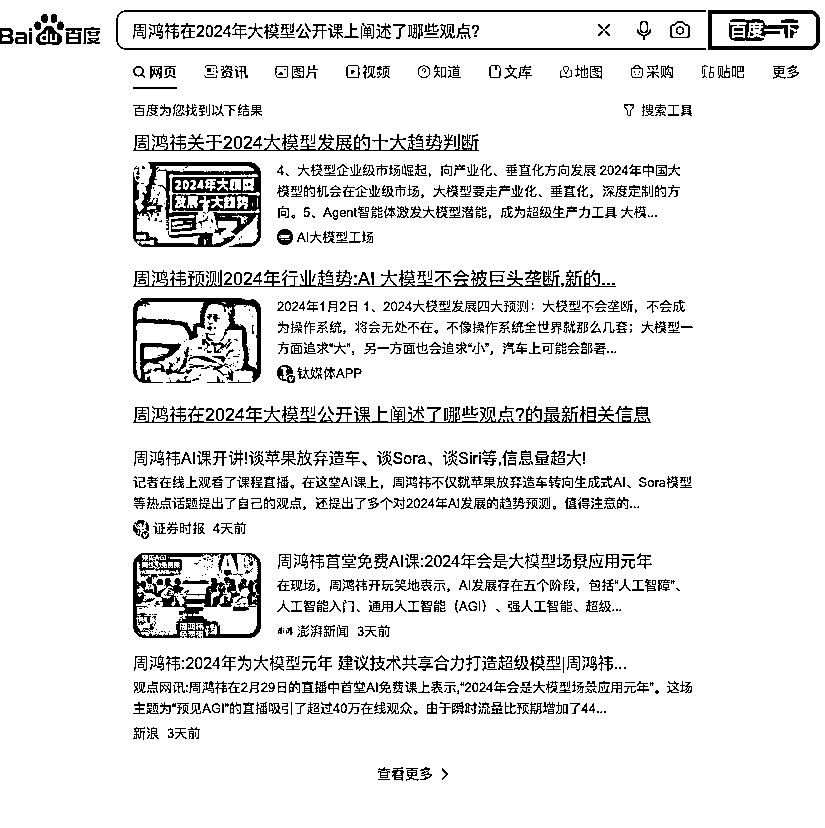 Bai du 百度
周鸿祎在2024年大模型公开课上阐述了哪些观点?
百度一下
网页 资讯 图片 视频 知道 文库 地图 采购 贴吧 更多
百度为您找到以下结果
搜索工具
周鸿祎关于2024大模型发展的十大趋势判断
2024年大模型
发展十大趋势
4、大模型企业级市场崛起，向产业化、垂直化方向发展 2024年中国大
模型的机会在企业级市场，大模型要走产业化、垂直化，深度定制的方
向。5、Agent智能体激发大模型潜能，成为超级生产力工具 大模...
AI大模型工场
周鸿祎预测2024年行业趋势:AI 大模型不会被巨头垄断,新的...
2024年1月2日 1、2024大模型发展四大预测：大模型不会垄断，不会成
为操作系统，将会无处不在。不像操作系统全世界就那么几套；大模型一
方面追求“大”，另一方面也会追求“小”，汽车上可能会部署...
钛媒体APP
周鸿祎在2024年大模型公开课上阐述了哪些观点?的最新相关信息
周鸿祎AI课开讲!谈苹果放弃造车、谈Sora、谈Siri等,信息量超大!
记者在线上观看了课程直播。在这堂AI课上，周鸿祎不仅就苹果放弃造车转向生成式AI、Sora模型
等热点话题提出了自己的观点，还提出了多个对2024年AI发展的趋势预测。值得注意的...
证券时报 4天前
周鸿祎首堂免费AI课:2024年会是大模型场景应用元年
在现场，周鸿祎开玩笑地表示，AI发展存在五个阶段，包括“人工智障”、
人工智能入门、通用人工智能（AGI）、强人工智能、超级...
澎湃新闻 3天前
周鸿祎:2024年为大模型元年 建议技术共享合力打造超级模型|周鸿祎...
观点网讯:周鸿祎在2月29日的直播中首堂AI免费课上表示,“2024年会是大模型场景应用元年”。这场
主题为“预见AGI”的直播吸引了超过40万在线观众。由于瞬时流量比预期增加了44...
新浪 3天前
查看更多